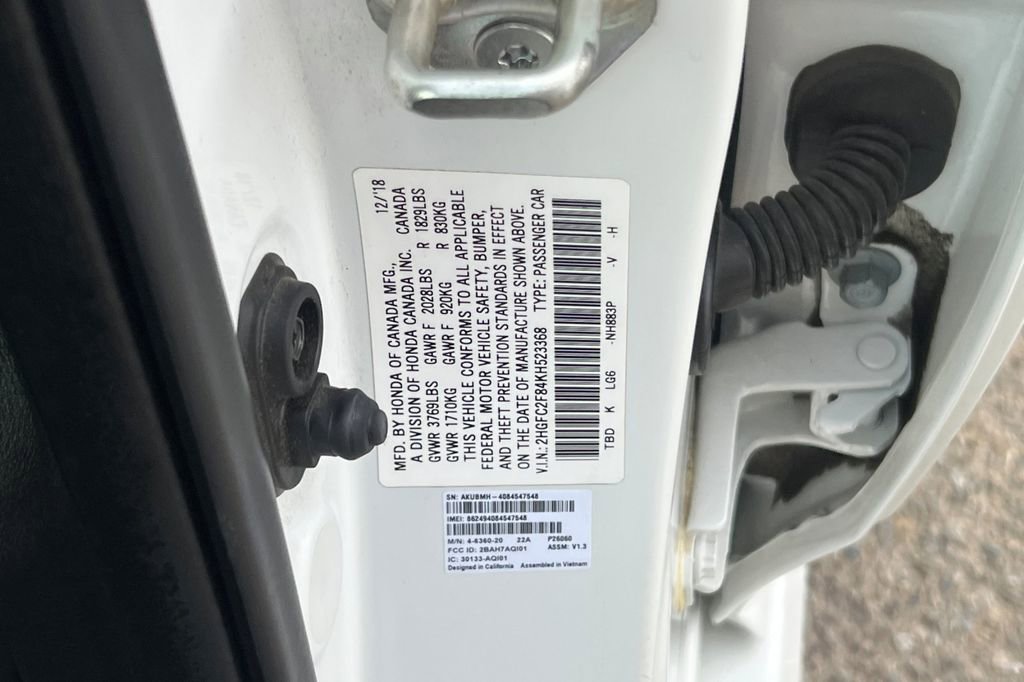 MFD. BY HONDA OF CANADA MFG., 12/'18
A DIVISION OF HONDA CANADA INC. CANADA
GVWR 3769LBS GAWR F 2028LBS R 1829LBS
GVWR 1710KG GAWR F 920KG R 830KG
THIS VEHICLE CONFORMS TO ALL APPLICABLE
FEDERAL MOTOR VEHICLE SAFETY, BUMPER,
AND THEFT PREVENTION STANDARDS IN EFFECT
ON THE DATE OF MANUFACTURE SHOWN ABOVE.
V.I.N.: 2HGFC2F84KH523368 TYPE: PASSENGER CAR
TBD K LG6 -NH883P -V -H
SN: AKUBMH-4084547548
IMEI: 862494084547548
M/N: 4-6360-20 22A P26060
FCC ID: 2BAH7AQI01 ASSM: V1.3
IC: 30133-AQI01
Designed in California Assembled in Vietnam